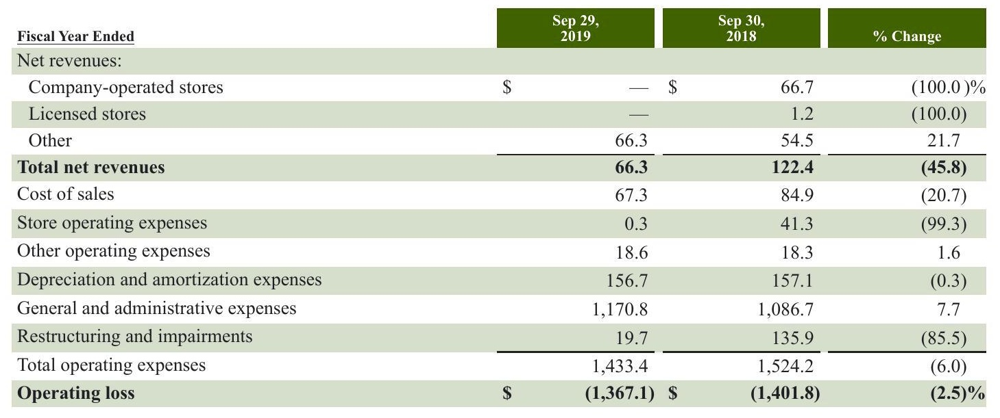 Fiscal Year Ended Sep 29, 2019 Sep 30, 2018 % Change
Net revenues:
Company-operated stores $ — $ 66.7 (100.0 )%
Licensed stores — 1.2 (100.0)
Other 66.3 54.5 21.7
Total net revenues 66.3 122.4 (45.8)
Cost of sales 67.3 84.9 (20.7)
Store operating expenses 0.3 41.3 (99.3)
Other operating expenses 18.6 18.3 1.6
Depreciation and amortization expenses 156.7 157.1 (0.3)
General and administrative expenses 1,170.8 1,086.7 7.7
Restructuring and impairments 19.7 135.9 (85.5)
Total operating expenses 1,433.4 1,524.2 (6.0)
Operating loss $ (1,367.1) $ (1,401.8) (2.5)%